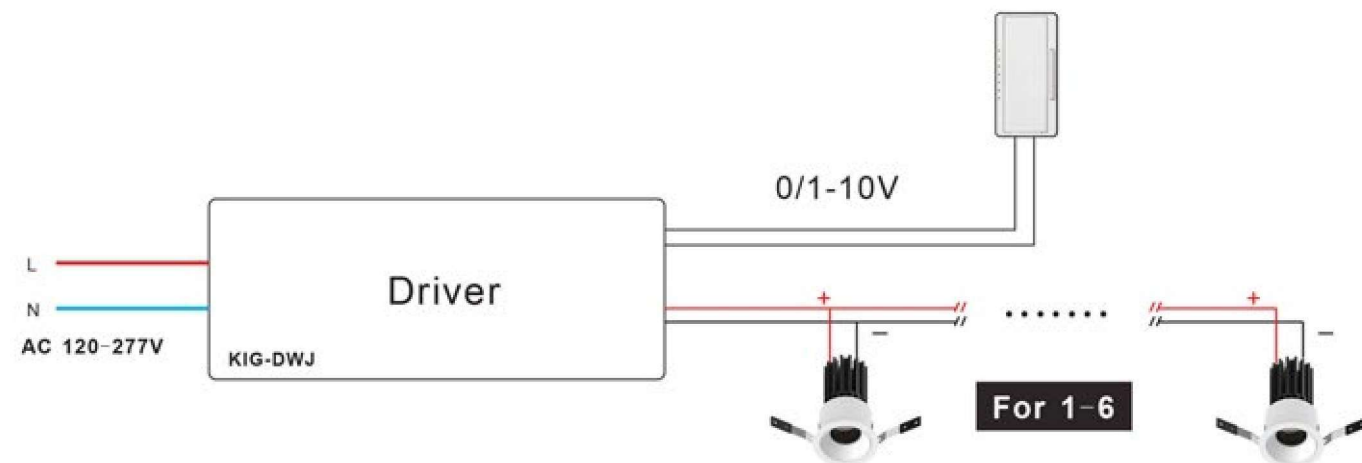 0/1-10V
L
N
AC 120-277V
Driver
KIG-DWJ
+
−
+
−
For 1-6